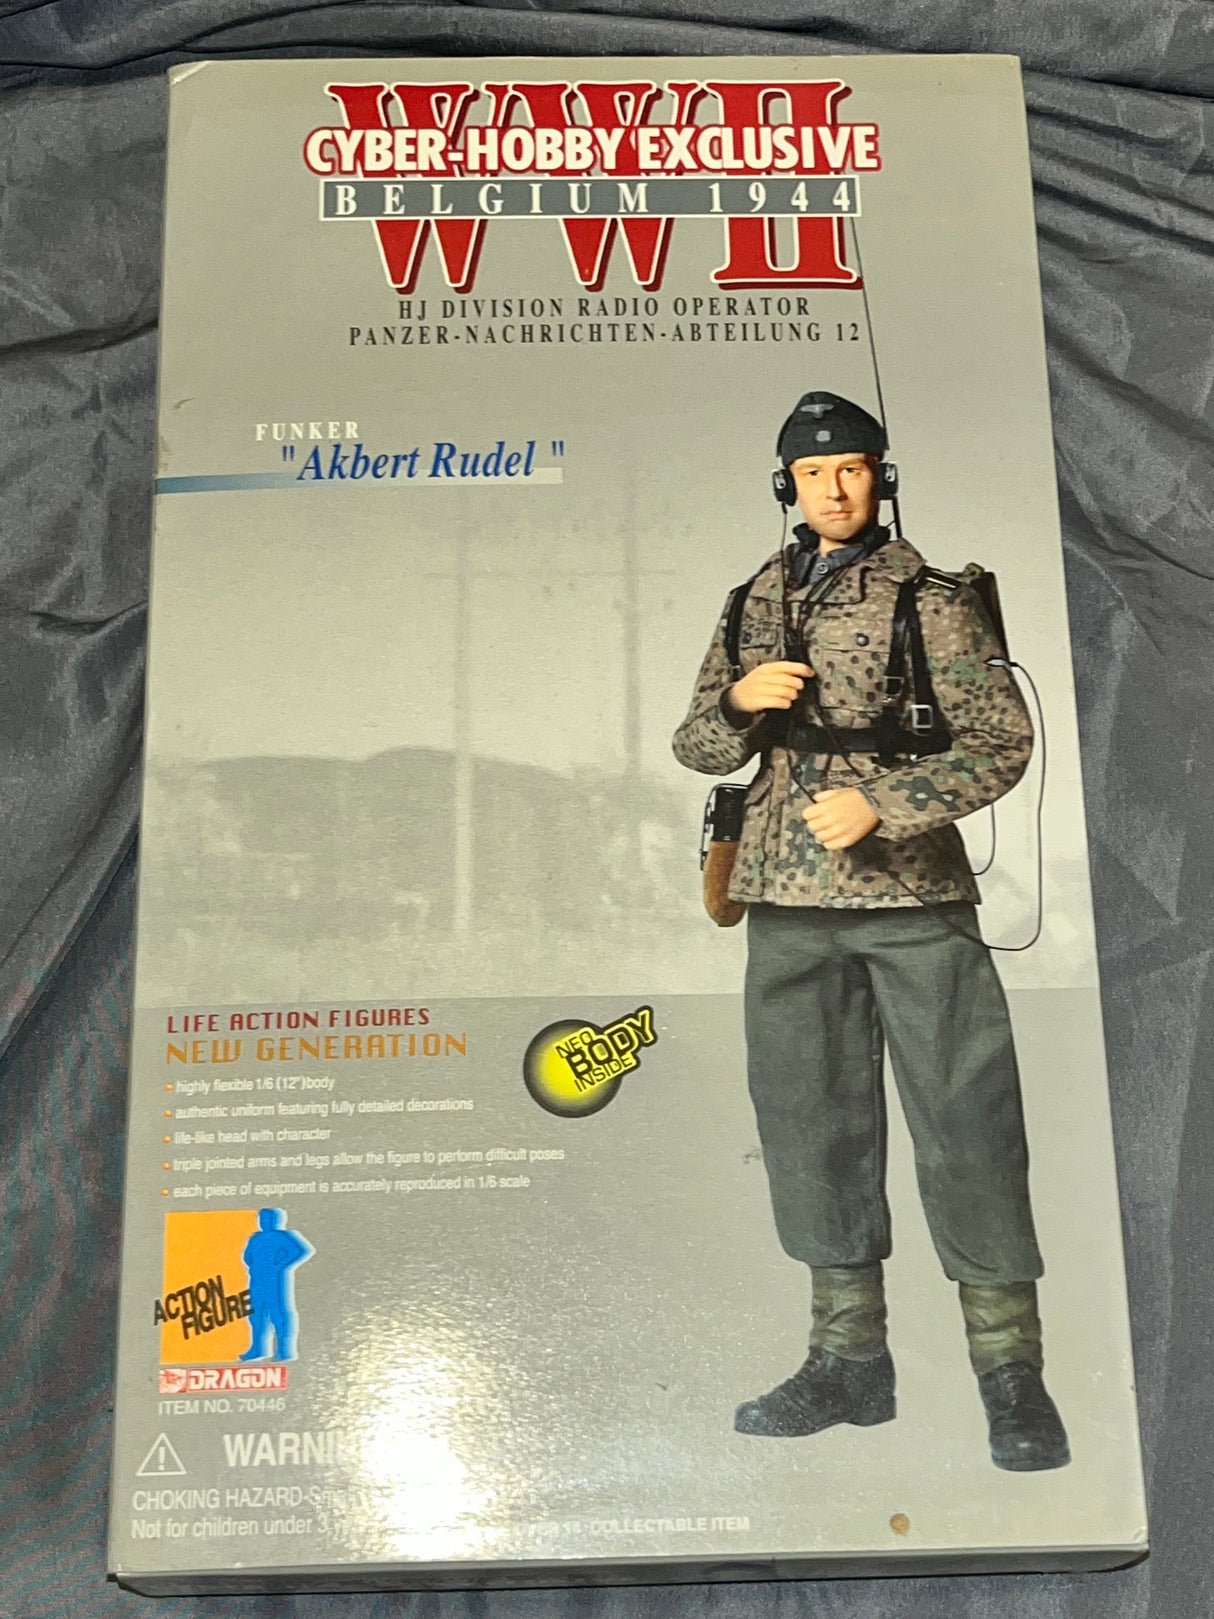 WWII
CYBER-HOBBY EXCLUSIVE
BELGIUM 1944
HJ DIVISION RADIO OPERATOR
PANZER-NACHRICHTEN-ABTEILUNG 12
FUNKER
"Akbert Rudel"
LIFE ACTION FIGURES
NEW GENERATION
highly flexible 1/6 (12")body
authentic uniform featuring fully detailed decorations
life-like head with character
triple jointed arms and legs allow the figure to perform difficult poses
each piece of equipment is accurately reproduced in 1/6 scale
NEO
BODY
INSIDE
ACTION
FIGURE
DRAGON
ITEM NO. 70446
CHOKING HAZARD-
Not for children under 3
COLLECTABLE ITEM